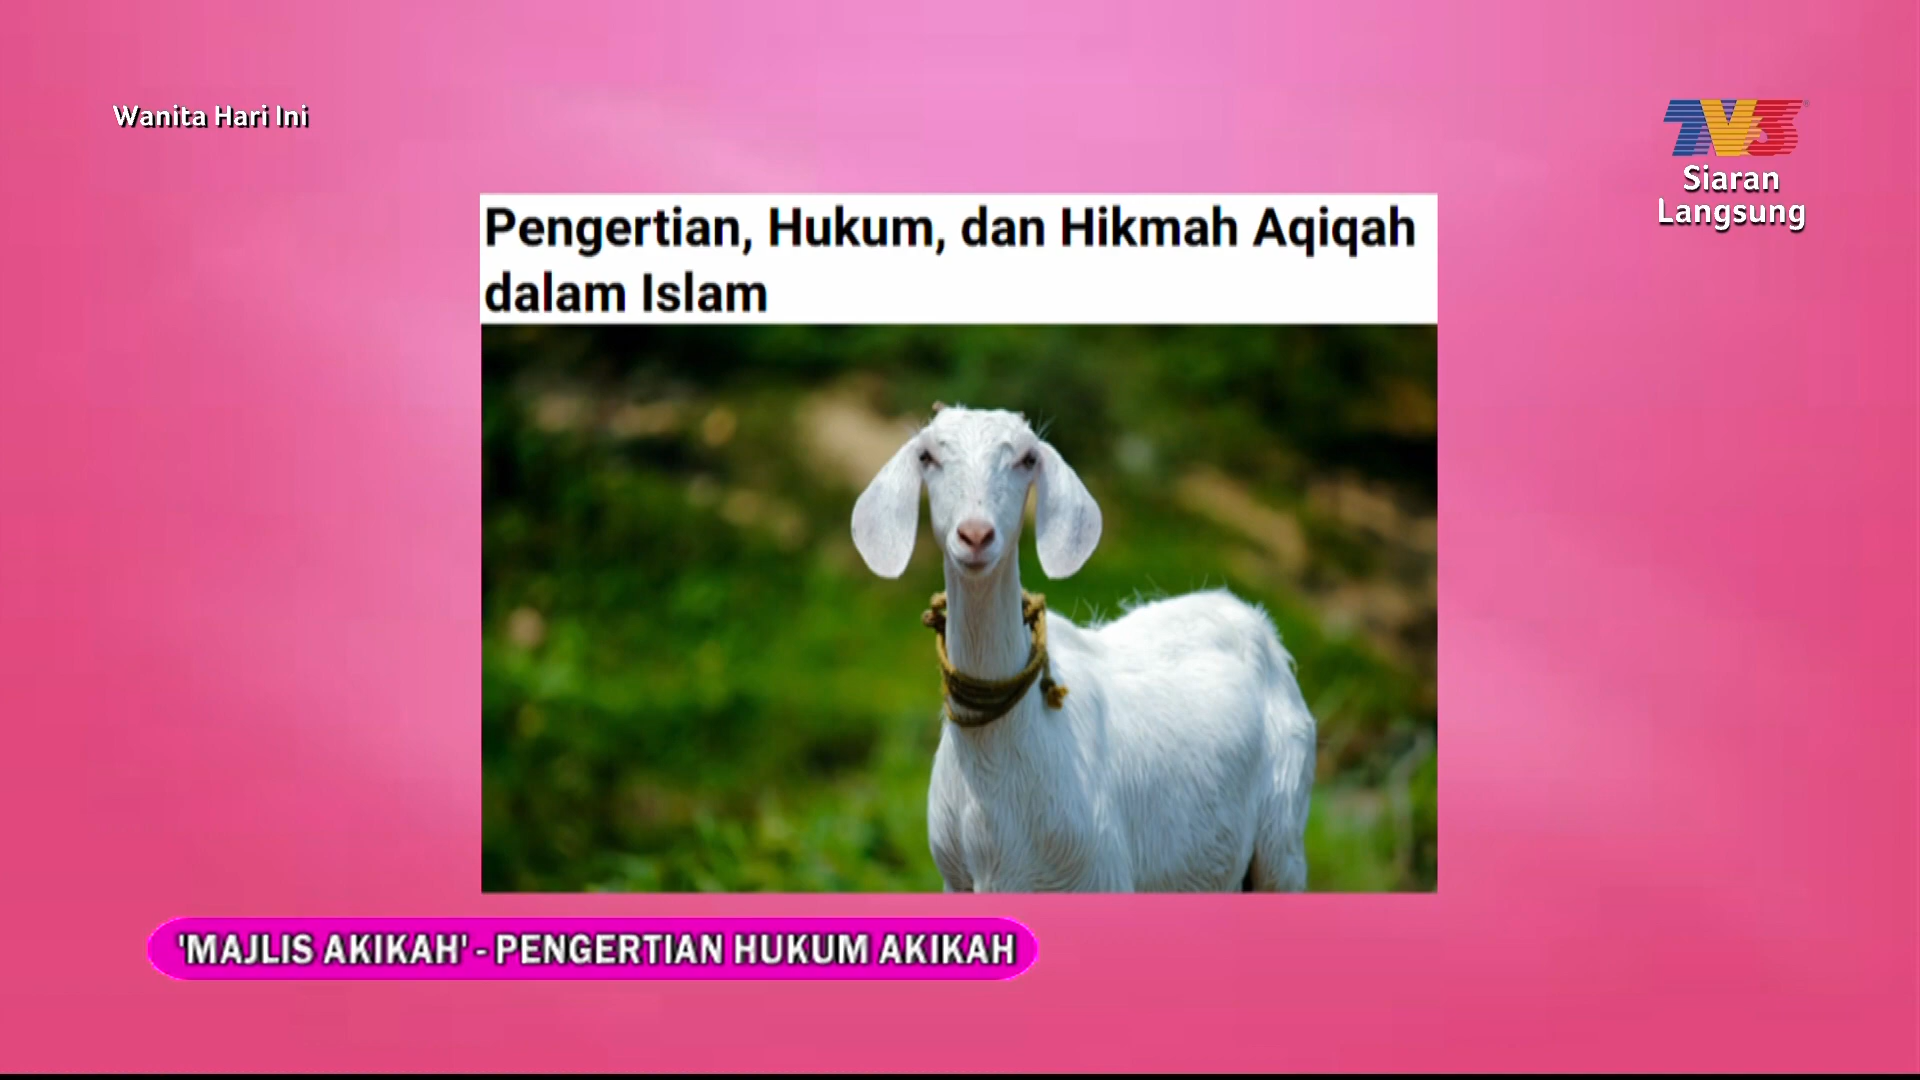 Wanita Hari Ini
TV3
Siaran
Langsung
Pengertian, Hukum, dan Hikmah Aqiqah
dalam Islam
'MAJLIS AKIKAH' - PENGERTIAN HUKUM AKIKAH